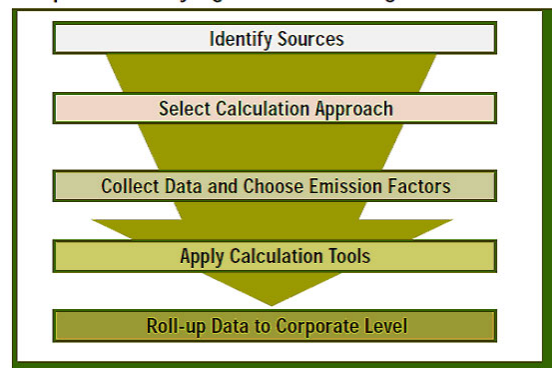 Identify Sources
Select Calculation Approach
Collect Data and Choose Emission Factors
Apply Calculation Tools
Roll-up Data to Corporate Level